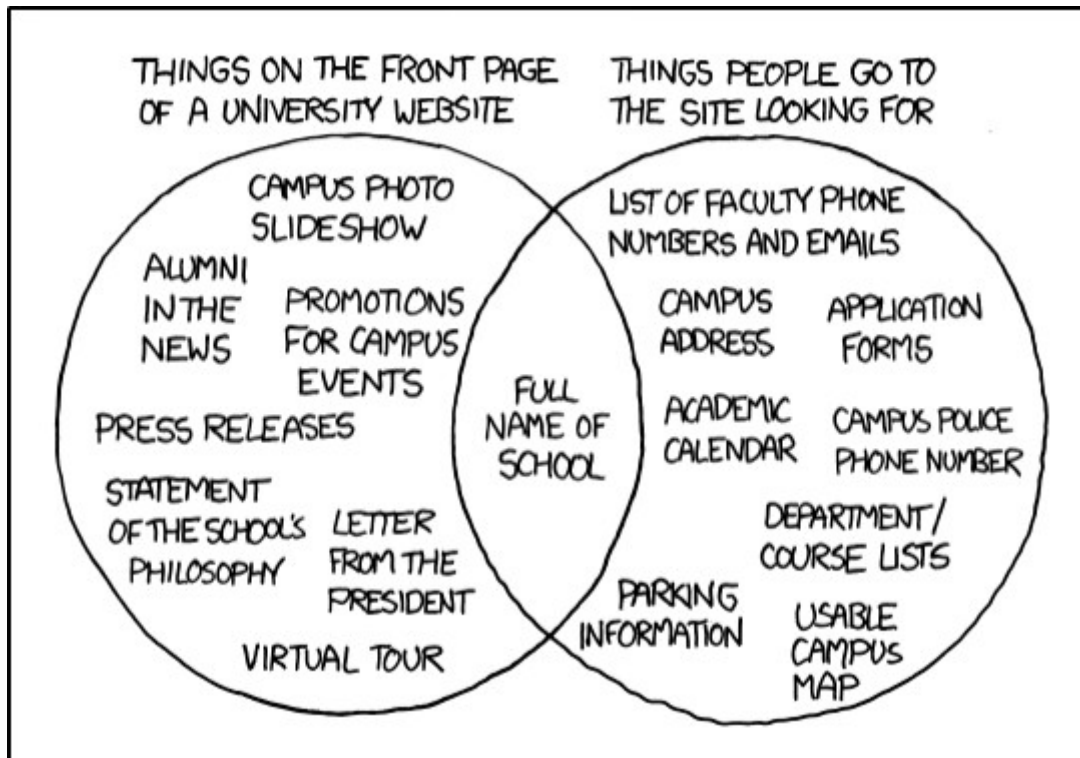 THINGS ON THE FRONT PAGE
OF A UNIVERSITY WEBSITE
THINGS PEOPLE GO TO
THE SITE LOOKING FOR
CAMPUS PHOTO
SLIDESHOW
ALUMNI
IN THE
NEWS
PROMOTIONS
FOR CAMPUS
EVENTS
PRESS RELEASES
STATEMENT
OF THE SCHOOL'S
PHILOSOPHY
LETTER
FROM THE
PRESIDENT
VIRTUAL TOUR
FULL
NAME OF
SCHOOL
LIST OF FACULTY PHONE
NUMBERS AND EMAILS
CAMPUS
ADDRESS
APPLICATION
FORMS
ACADEMIC
CALENDAR
CAMPUS POLICE
PHONE NUMBER
DEPARTMENT/
COURSE LISTS
PARKING
INFORMATION
USABLE
CAMPUS
MAP